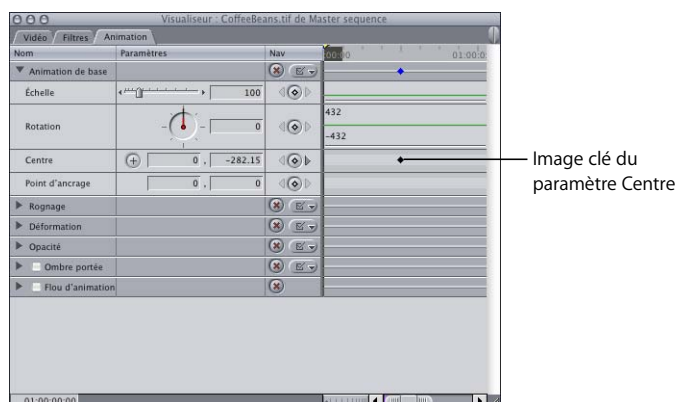 Visualiseur : CoffeeBeans.tif de Master sequence
Vidéo Filtres Animation
Nom Paramètres Nav 00:00 01:00:0
Animation de base
Échelle 100
432
Rotation 0
-432
Centre 0 , -282.15
Image clé du
paramètre Centre
Point d'ancrage 0 , 0
Rognage
Déformation
Opacité
Ombre portée
Flou d'animation
01:00:00:00